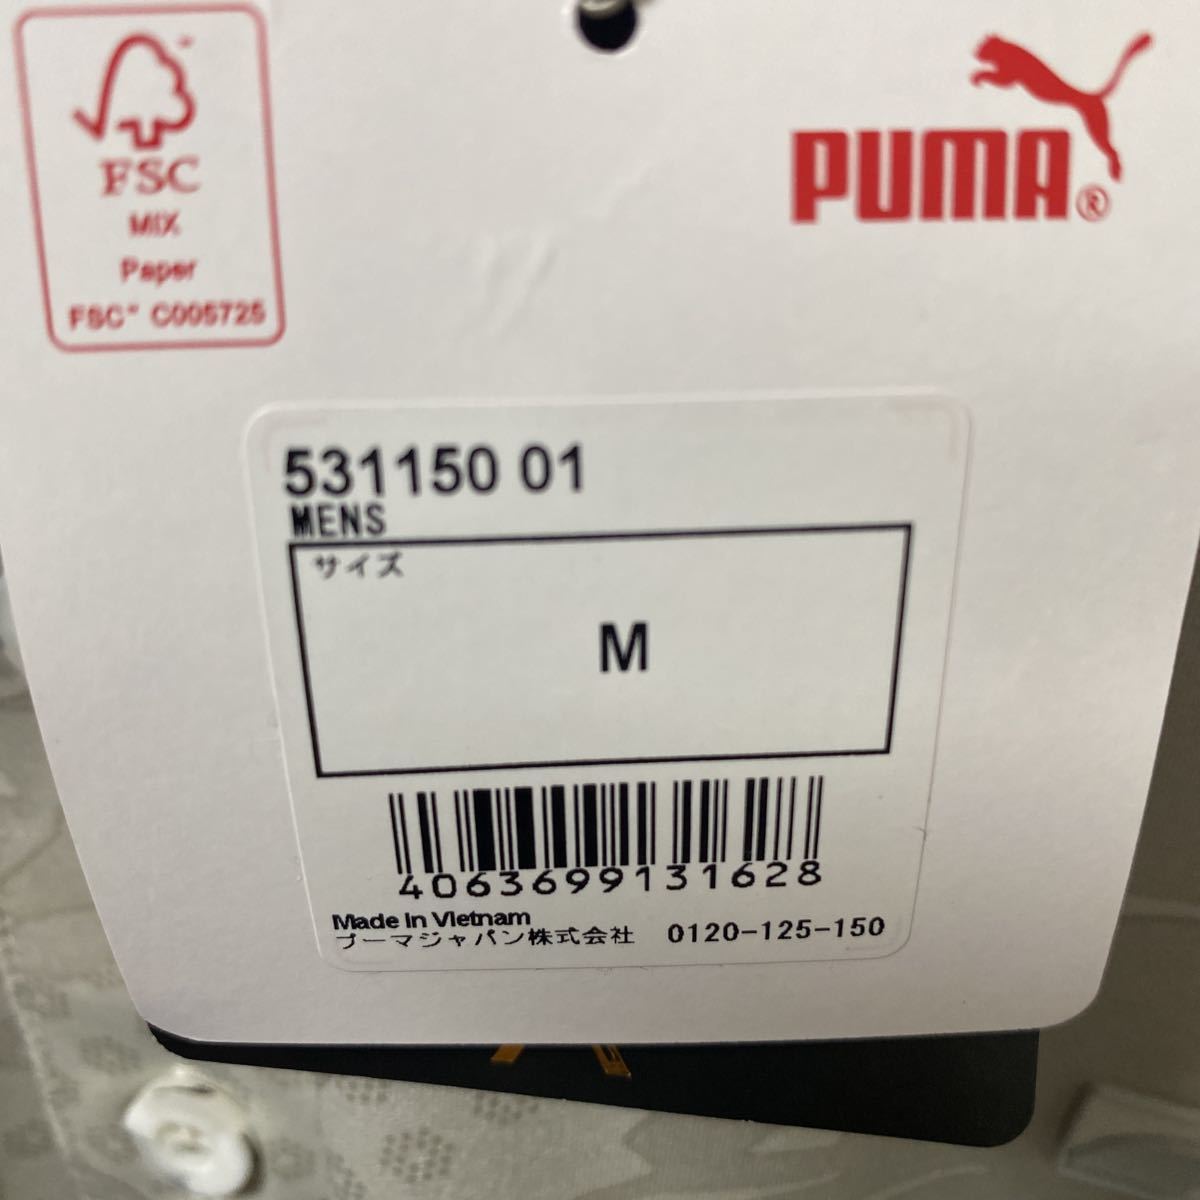 FSC
MIX
Paper
FSC™ C005725
PUMA®
531150 01
MENS
サイズ
M
4063699131628
Made In Vietnam
プーマジャパン株式会社 0120-125-150